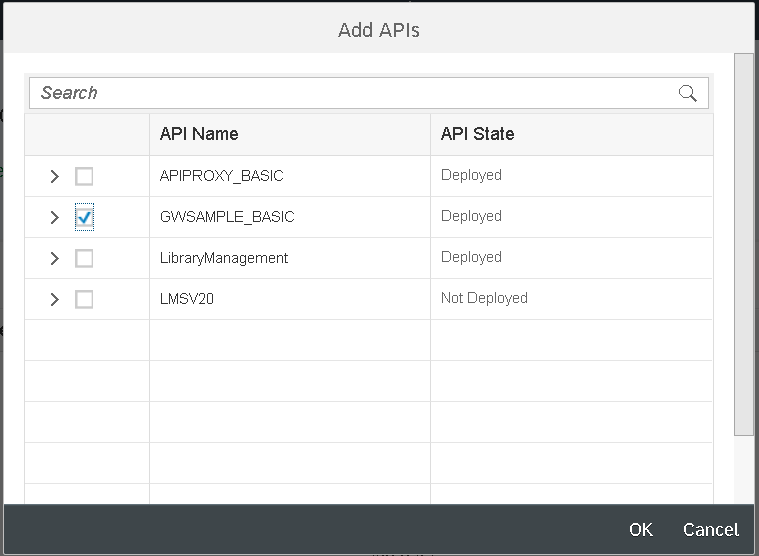 Add APIs
Search
API Name API State
APIPROXY_BASIC Deployed
GWSAMPLE_BASIC Deployed
LibraryManagement Deployed
LMSV20 Not Deployed
OK Cancel